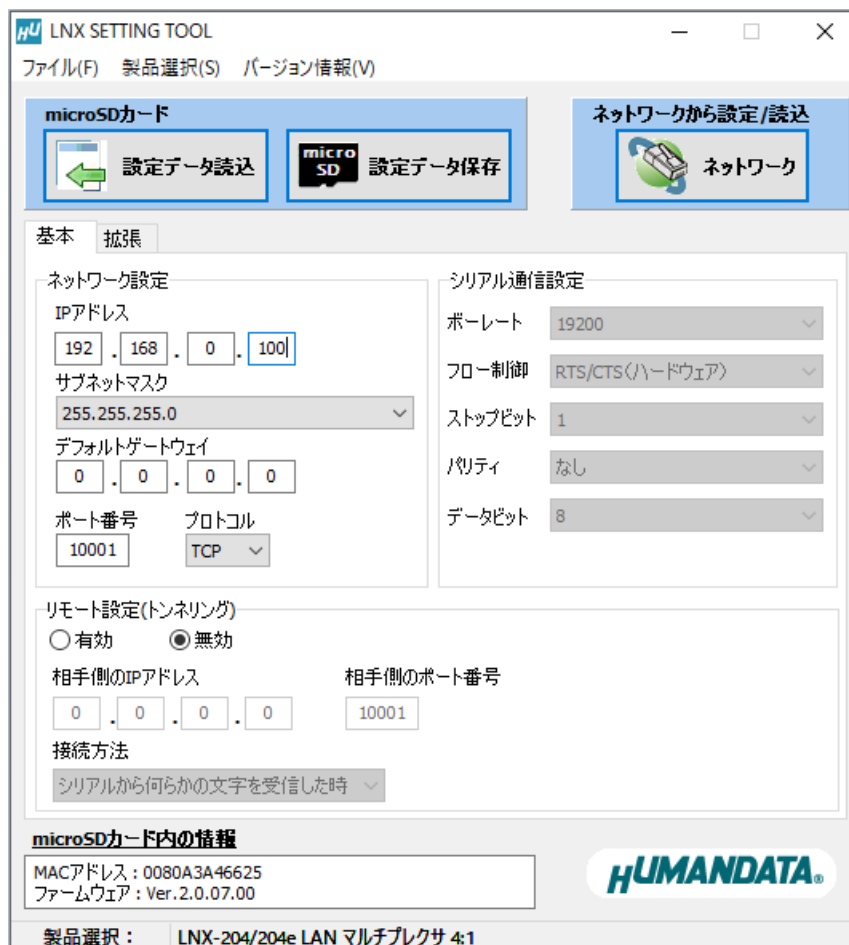 HU LNX SETTING TOOL
ファイル(F) 製品選択(S) バージョン情報(V)
microSDカード
設定データ読込
micro SD 設定データ保存
ネットワークから設定/読込
ネットワーク
基本 拡張
ネットワーク設定
IPアドレス
192 . 168 . 0 . 100
サブネットマスク
255.255.255.0
デフォルトゲートウェイ
0 . 0 . 0 . 0
ポート番号 プロトコル
10001 TCP
シリアル通信設定
ボーレート 19200
フロー制御 RTS/CTS(ハードウェア)
ストップビット 1
パリティ なし
データビット 8
リモート設定(トンネリング)
有効 無効
相手側のIPアドレス 相手側のポート番号
0 . 0 . 0 . 0 10001
接続方法
シリアルから何らかの文字を受信した時
microSDカード内の情報
MACアドレス : 0080A3A46625
ファームウェア : Ver.2.0.07.00
HUMANDATA®
製品選択： LNX-204/204e LAN マルチプレクサ 4:1